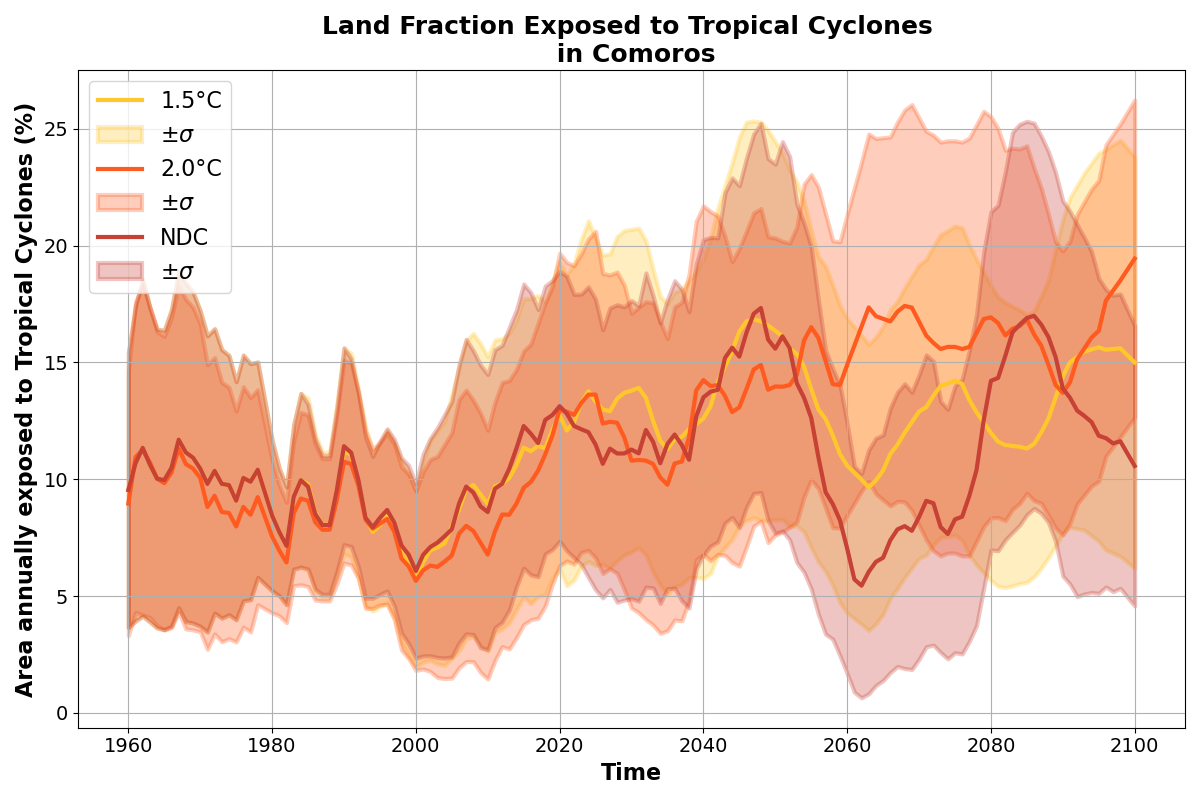 Land Fraction Exposed to Tropical Cyclones
in Comoros
Area annually exposed to Tropical Cyclones (%)
25
20
15
10
5
0
1.5°C
±σ
2.0°C
±σ
NDC
±σ
1960 1980 2000 2020 2040 2060 2080 2100
Time